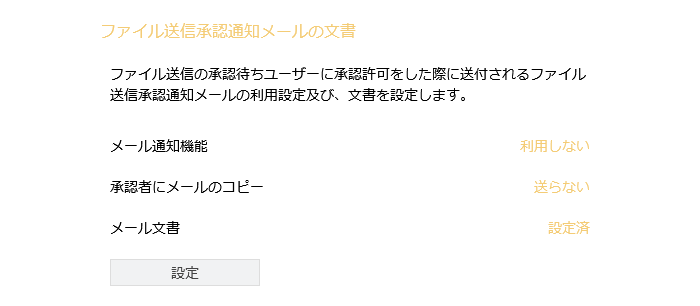 ファイル送信承認通知メールの文書
ファイル送信の承認待ちユーザーに承認許可をした際に送付されるファイル
送信承認通知メールの利用設定及び、文書を設定します。
メール通知機能 利用しない
承認者にメールのコピー 送らない
メール文書 設定済
設定